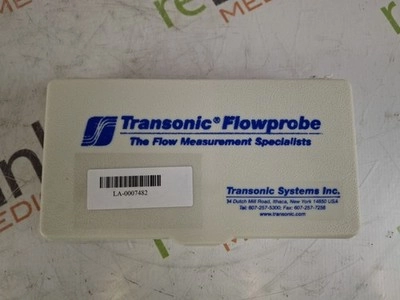 Transonic® Flowprobe
The Flow Measurement Specialists
LA-0007482
Transonic Systems Inc.
34 Dutch Mill Road, Ithaca, New York 14850 USA
Tel 607-257-5300; Fax 607-257-7256
www.transonic.com